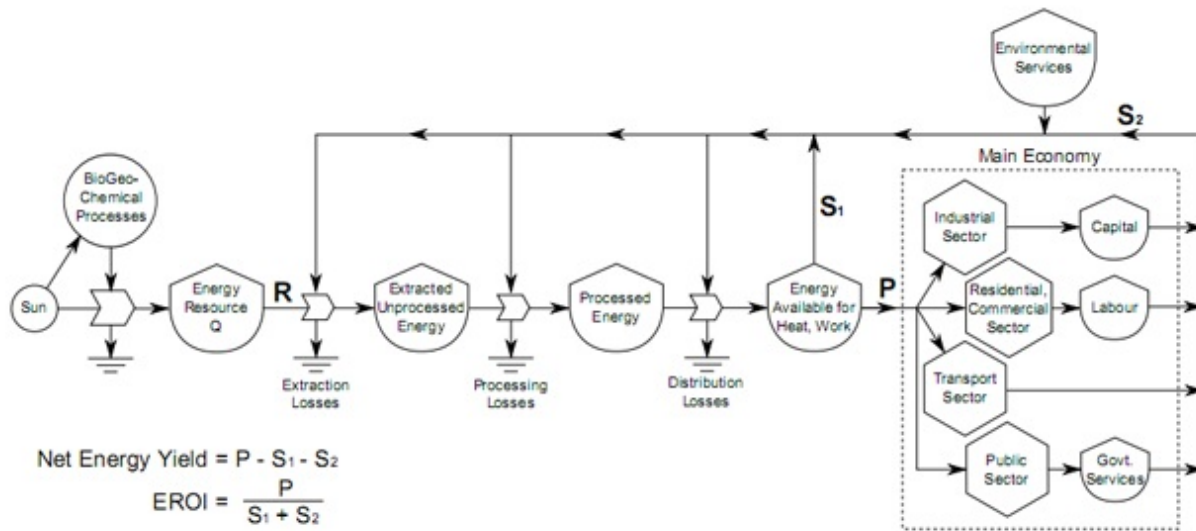 Environmental
Services
S2
Main Economy
BioGeo-
Chemical
Processes
S1
Industrial
Sector
Capital
Sun
Energy
Resource
Q
R
Extracted
Unprocessed
Energy
Processed
Energy
Energy
Available for
Heat, Work
P
Residential,
Commercial
Sector
Labour
Extraction
Losses
Processing
Losses
Distribution
Losses
Transport
Sector
Public
Sector
Govt.
Services
Net Energy Yield = P - S1 - S2
EROI = P
S1 + S2